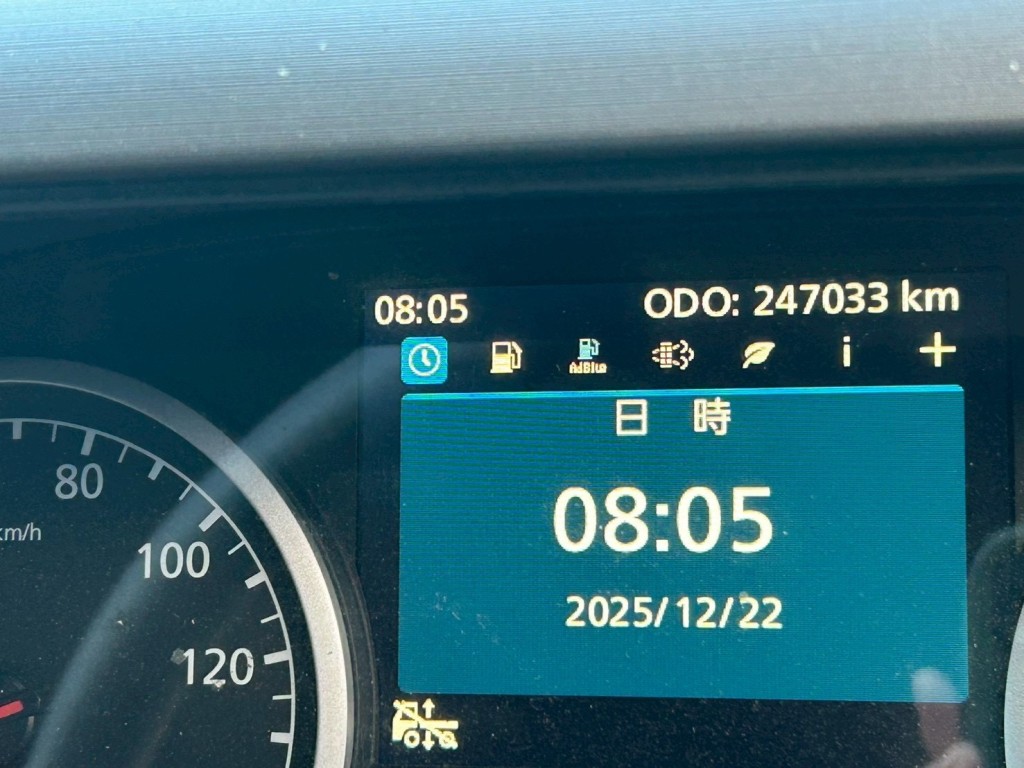 08:05 ODO: 247033 km
AdBlue i
日 時
08:05
2025/12/22
80
km/h
100
120